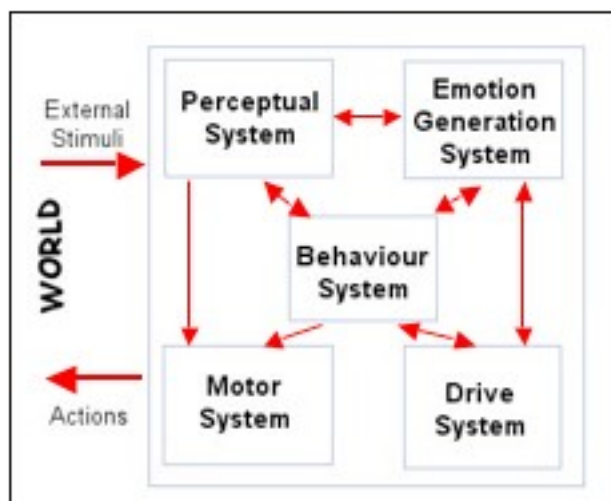 External
Stimuli
WORLD
Actions
Perceptual
System
Emotion
Generation
System
Behaviour
System
Motor
System
Drive
System